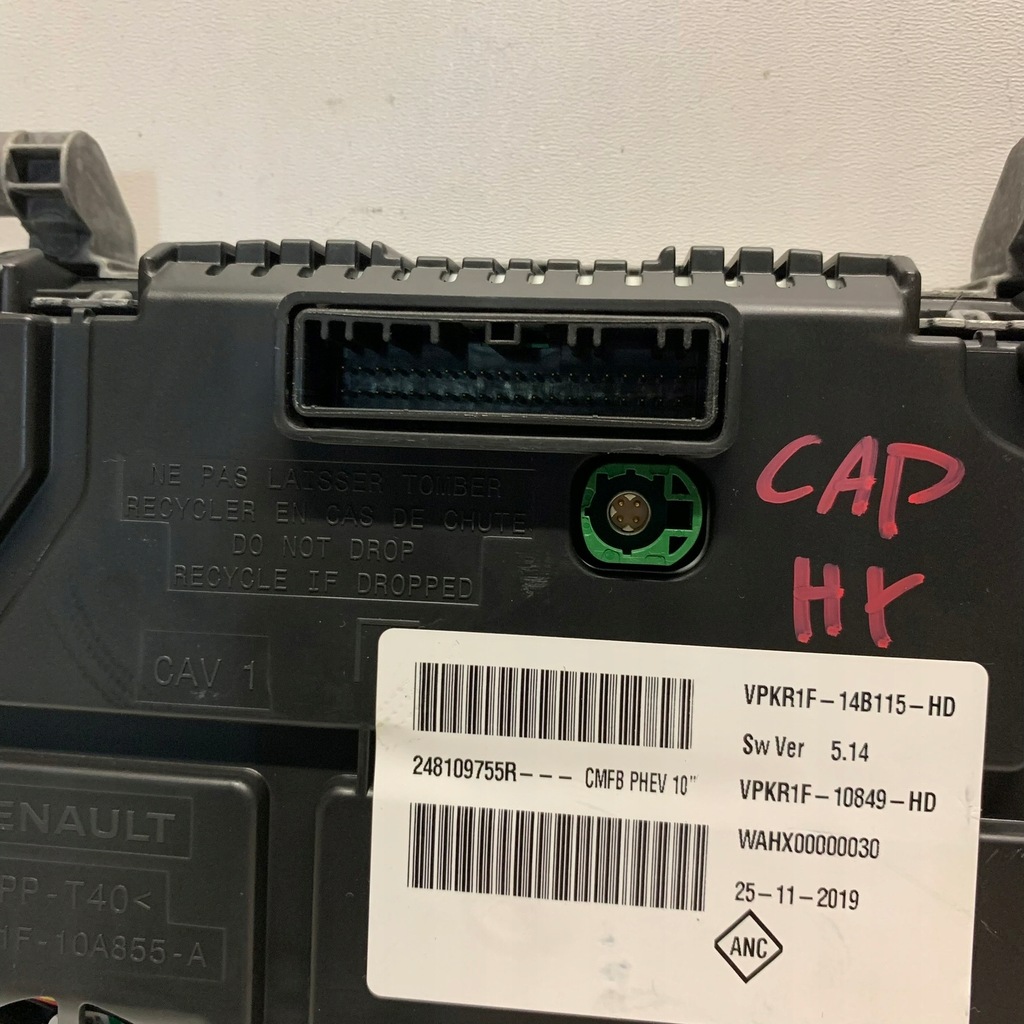 NE PAS LAISSER TOMBER
RECYCLER EN CAS DE CHUTE
DO NOT DROP
RECYCLE IF DROPPED
CAP
HY
CAV 1
VPKR1F-14B115-HD
Sw Ver 5.14
248109755R--- CMFB PHEV 10"
VPKR1F-10849-HD
WAHX00000030
25-11-2019
ANC
ENAULT
PP-T40<
1F-10A855-A